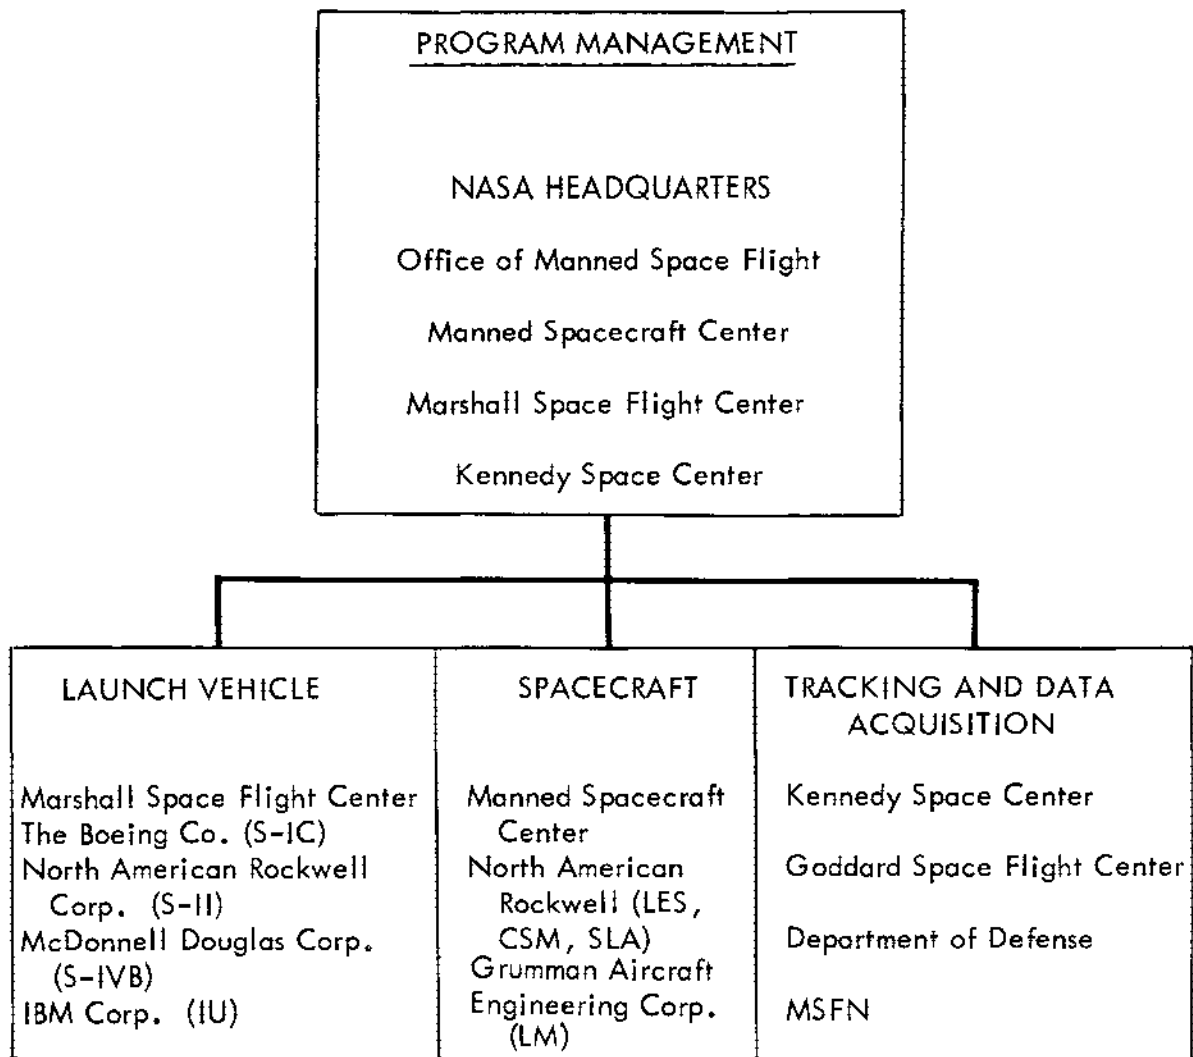 PROGRAM MANAGEMENT
NASA HEADQUARTERS
Office of Manned Space Flight
Manned Spacecraft Center
Marshall Space Flight Center
Kennedy Space Center
LAUNCH VEHICLE
Marshall Space Flight Center
The Boeing Co. (S-IC)
North American Rockwell
Corp. (S-II)
McDonnell Douglas Corp.
(S-IVB)
IBM Corp. (IU)
SPACECRAFT
Manned Spacecraft
Center
North American
Rockwell (LES,
CSM, SLA)
Grumman Aircraft
Engineering Corp.
(LM)
TRACKING AND DATA
ACQUISITION
Kennedy Space Center
Goddard Space Flight Center
Department of Defense
MSFN